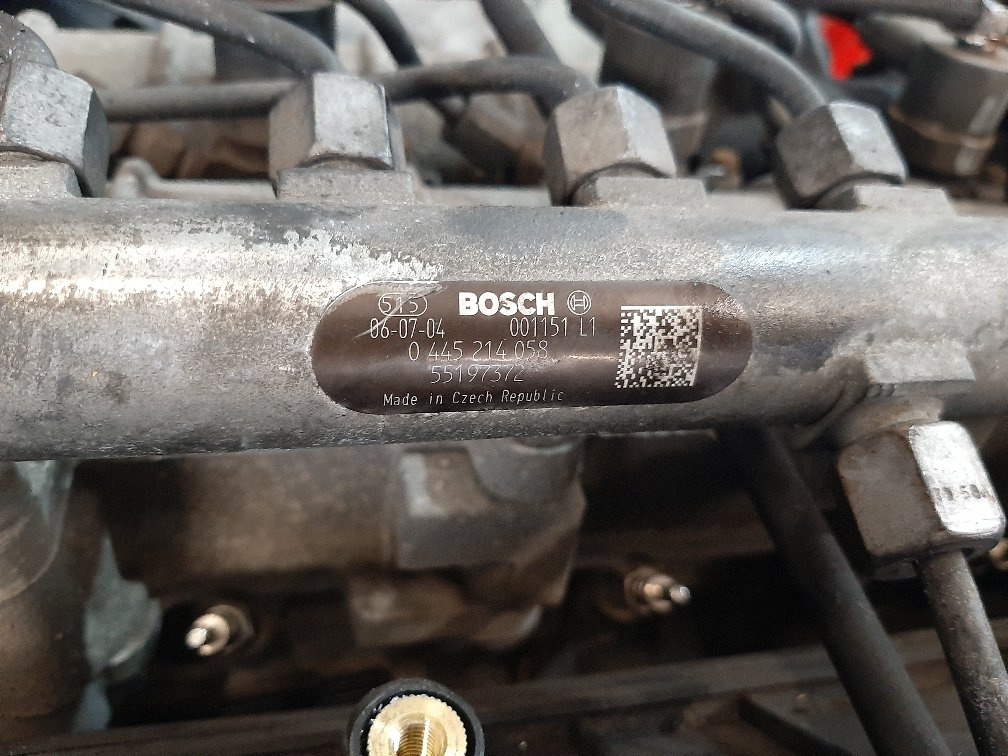 515 BOSCH
06-07-04 001151 L1
0 445 214 058
55197372
Made in Czech Republic